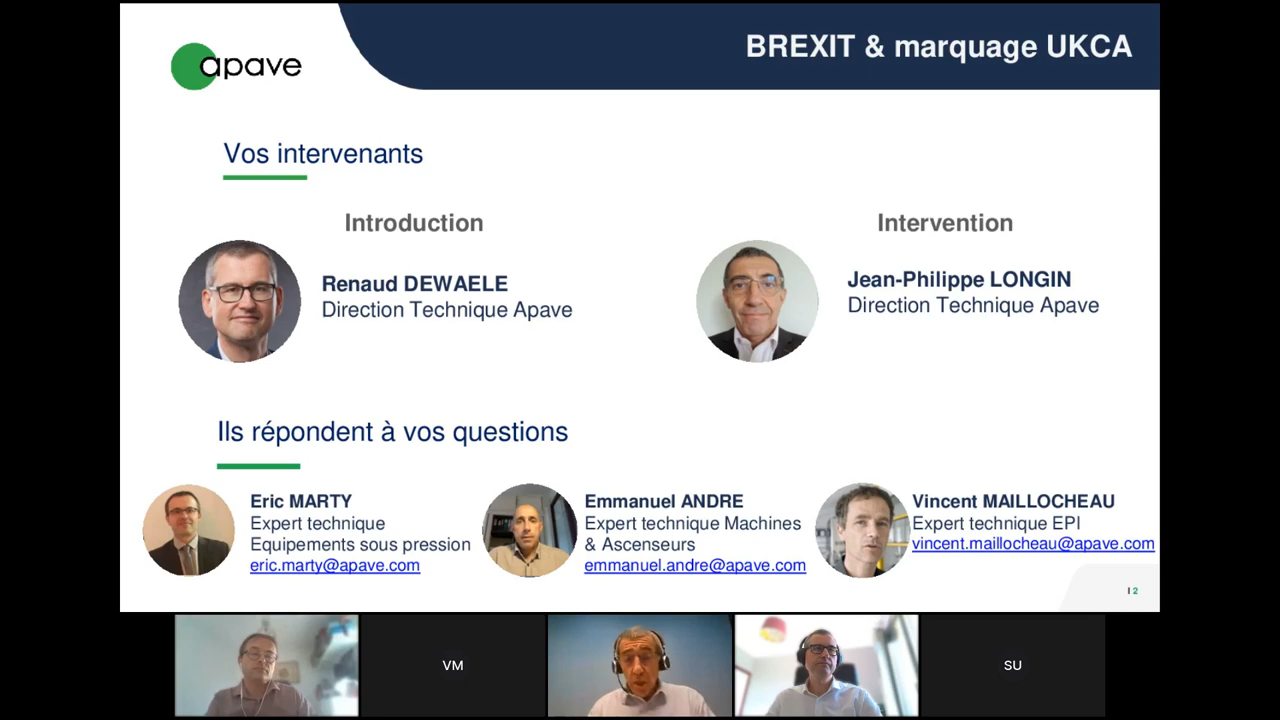 apave
BREXIT & marquage UKCA
Vos intervenants
Introduction
Renaud DEWAELE
Direction Technique Apave
Intervention
Jean-Philippe LONGIN
Direction Technique Apave
Ils répondent à vos questions
Eric MARTY
Expert technique
Equipements sous pression
eric.marty@apave.com
Emmanuel ANDRE
Expert technique Machines
& Ascenseurs
emmanuel.andre@apave.com
Vincent MAILLOCHEAU
Expert technique EPI
vincent.maillocheau@apave.com
I 2
VM
SU